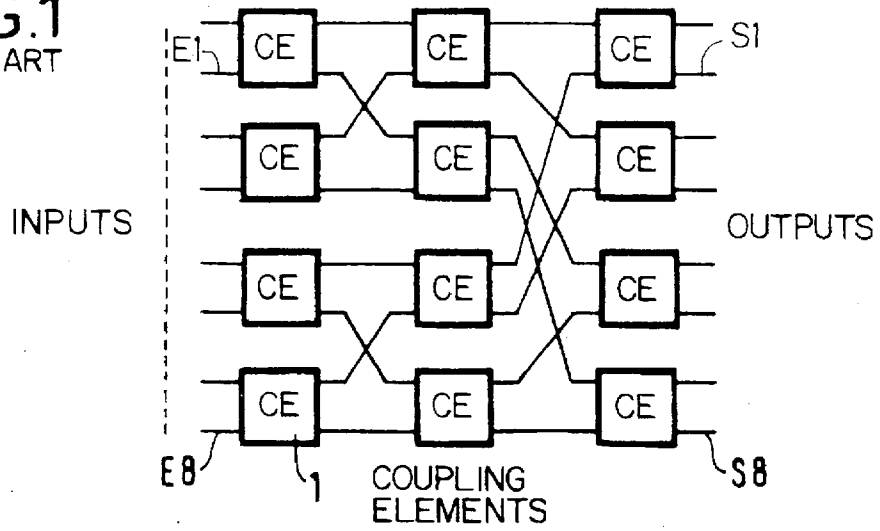 G.1
ART
E1
CE CE CE
S1
CE CE CE
INPUTS
OUTPUTS
CE CE CE
CE CE CE
E8
1
COUPLING
ELEMENTS
S8